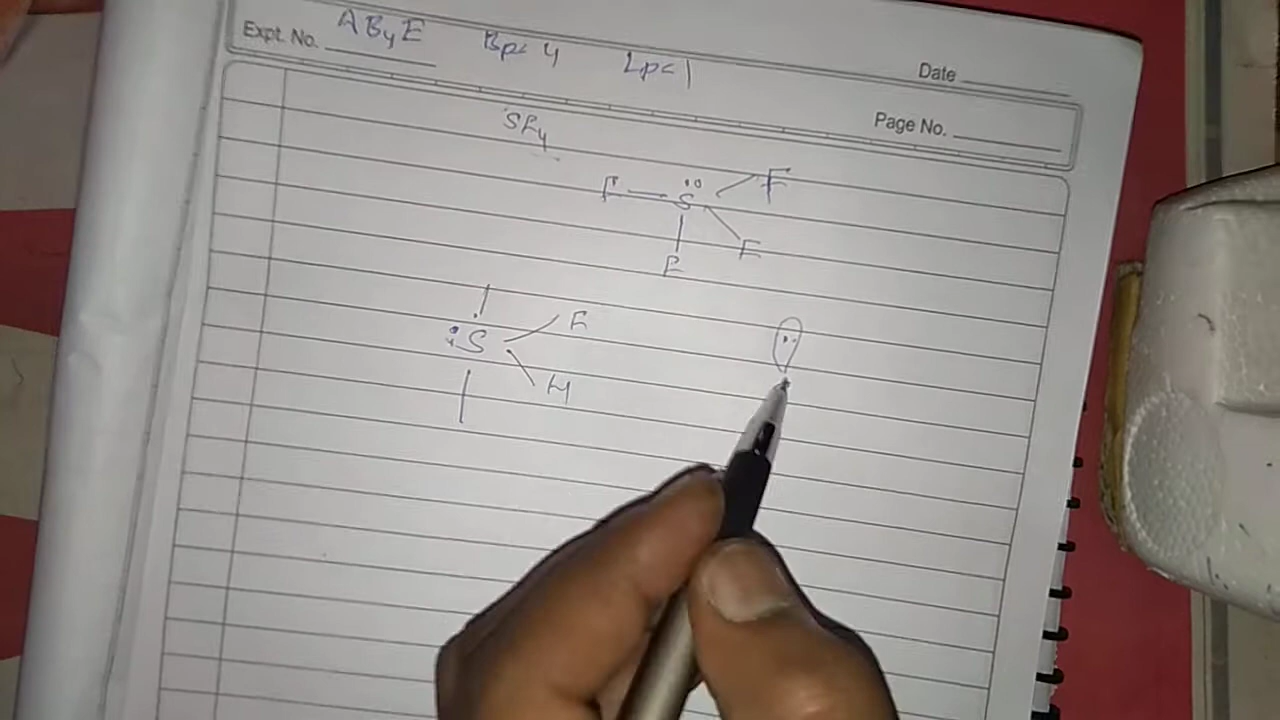 Expt. No. AB4E Bp= 4 Lp=1
Date
Page No.
SF4
F S F
F F
S F
H